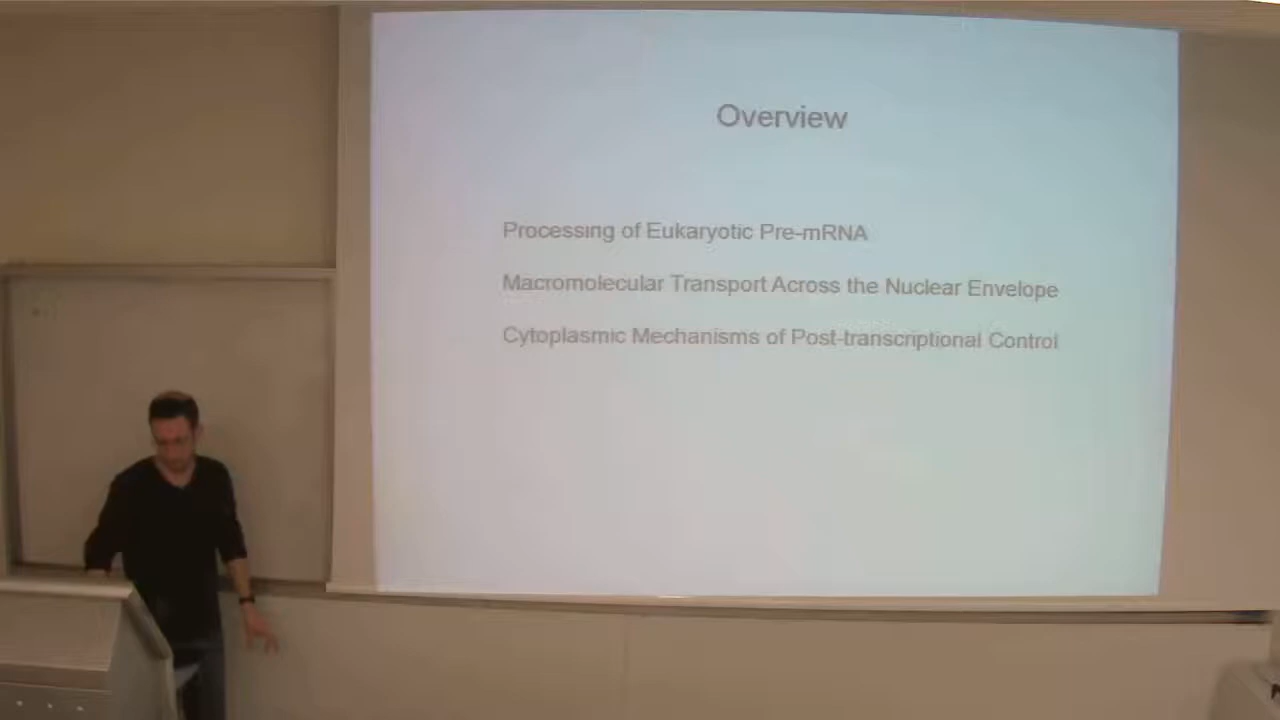 Overview
Processing of Eukaryotic Pre-mRNA
Macromolecular Transport Across the Nuclear Envelope
Cytoplasmic Mechanisms of Post-transcriptional Control